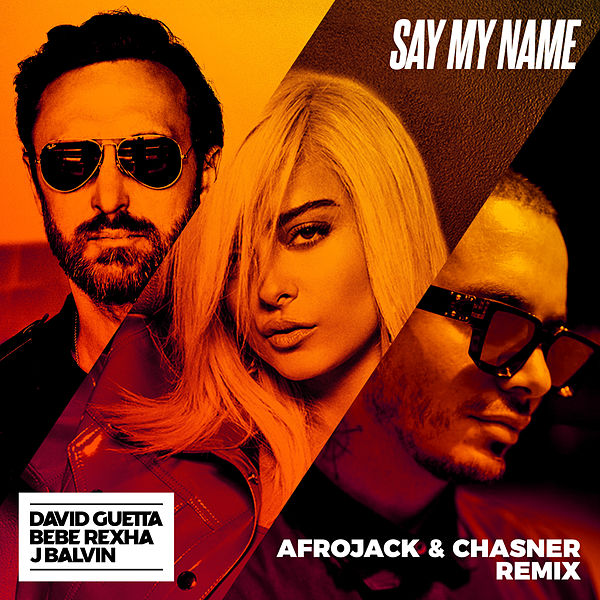 SAY MY NAME
DAVID GUETTA
BEBE REXHA
J BALVIN
AFROJACK & CHASNER
REMIX